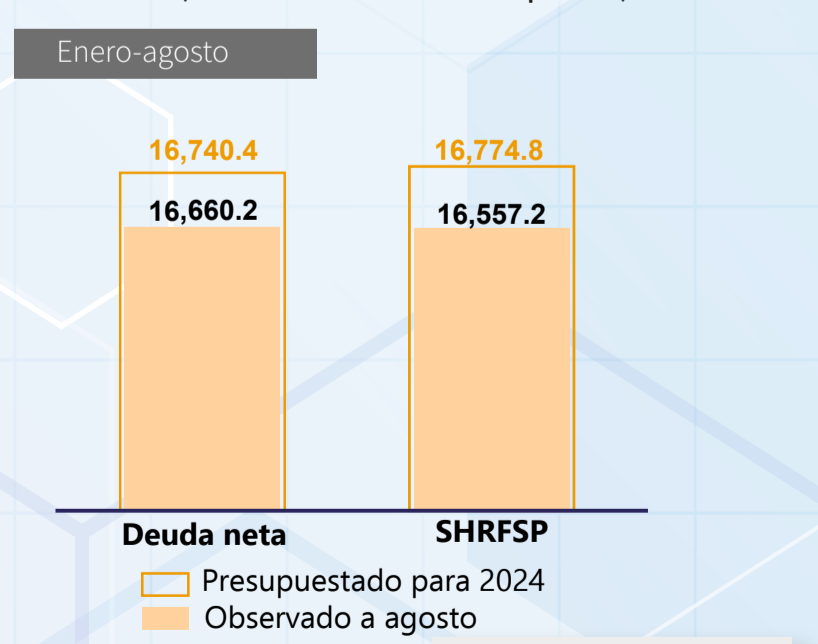 Enero-agosto
16,740.4
16,774.8
16,660.2
16,557.2
Deuda neta
SHRFSP
Presupuestado para 2024
Observado a agosto